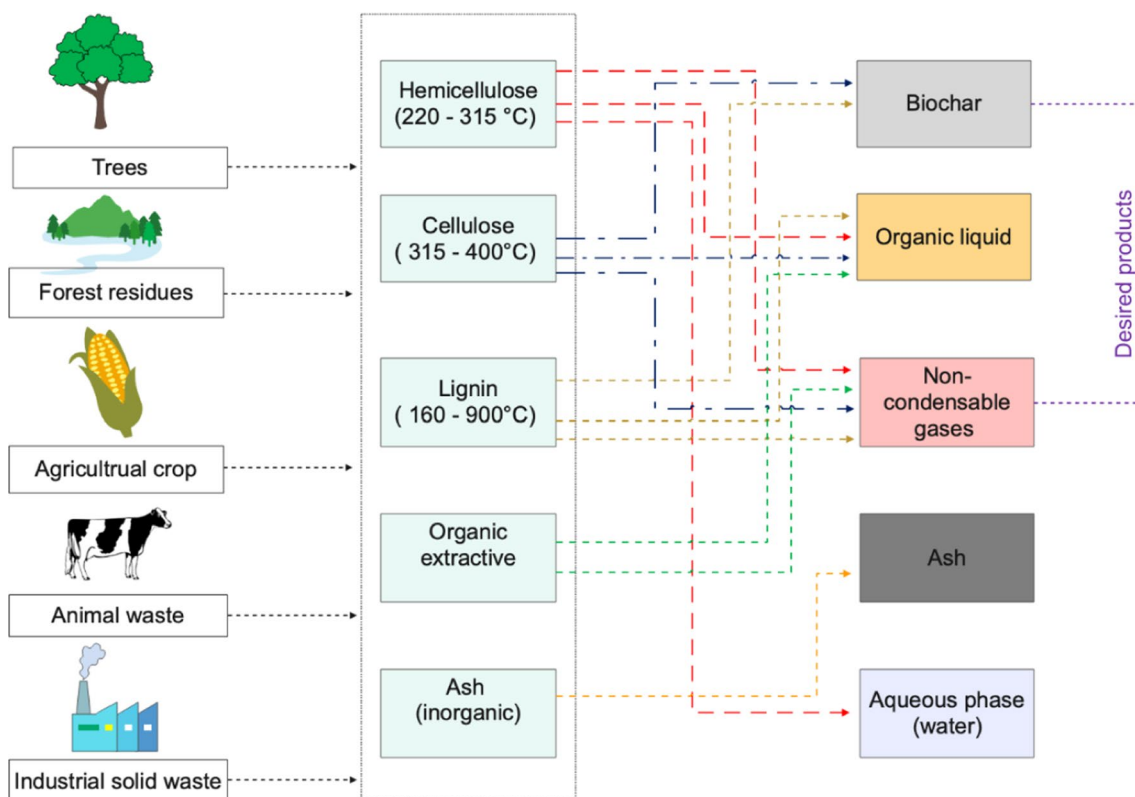 Trees
Forest residues
Agricultrual crop
Animal waste
Industrial solid waste
Hemicellulose
(220 - 315 °C)
Cellulose
( 315 - 400°C)
Lignin
( 160 - 900°C)
Organic
extractive
Ash
(inorganic)
Biochar
Organic liquid
Non-
condensable
gases
Ash
Aqueous phase
(water)
Desired products